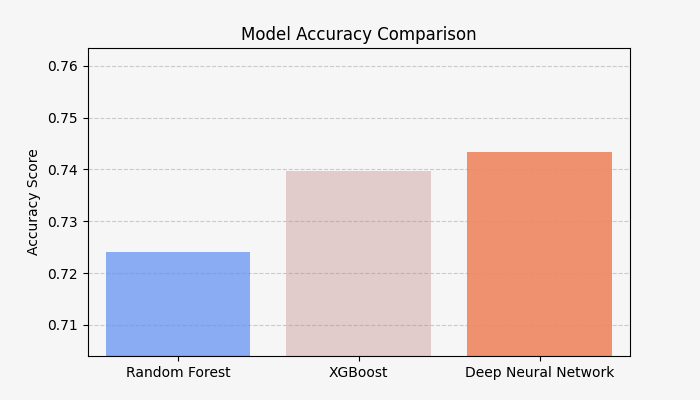 Model Accuracy Comparison
0.76
0.75
0.74
0.73
0.72
0.71
Accuracy Score
Random Forest
XGBoost
Deep Neural Network